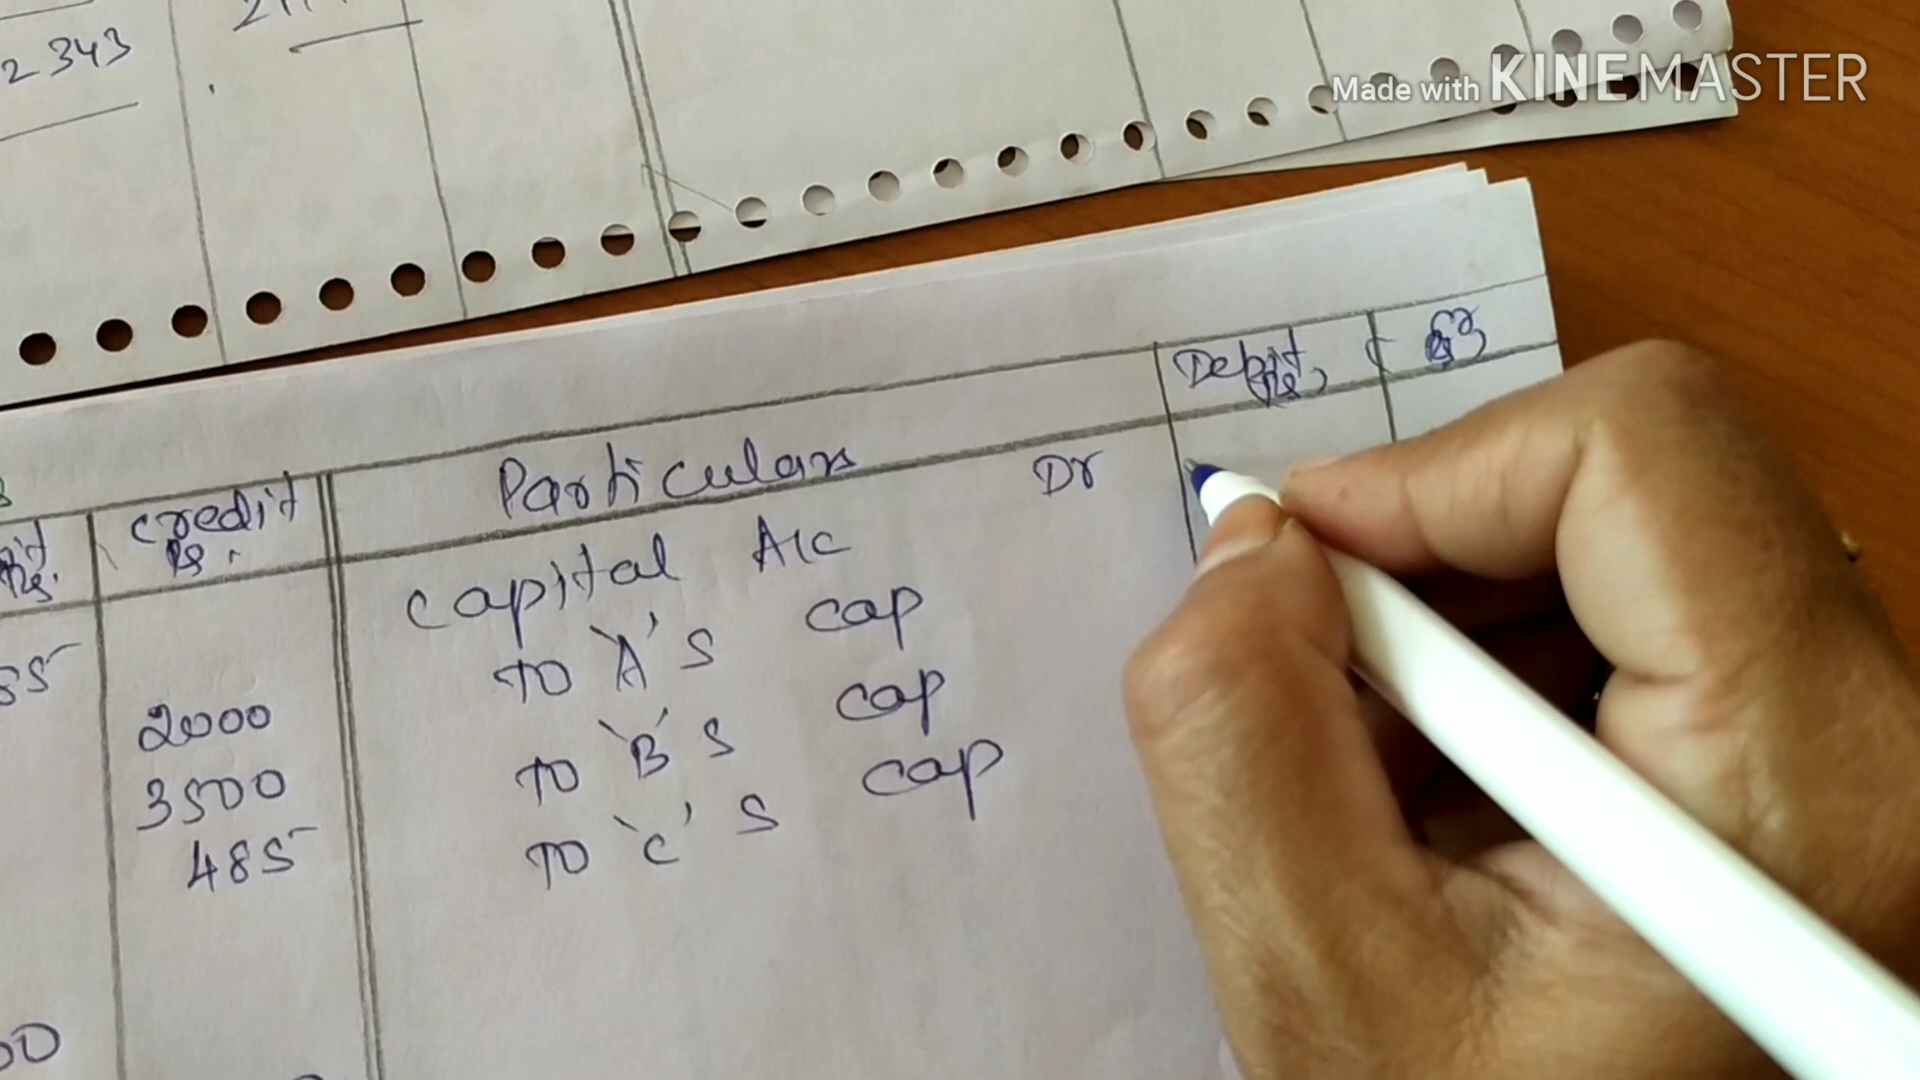 2343
Made with KINEMASTER
Debit
Rs
Credit
Rs.
Particulars
Dr
Capital A/c
To 'A' s cap
2000
To 'B' s cap
3500
To 'C' s cap
485